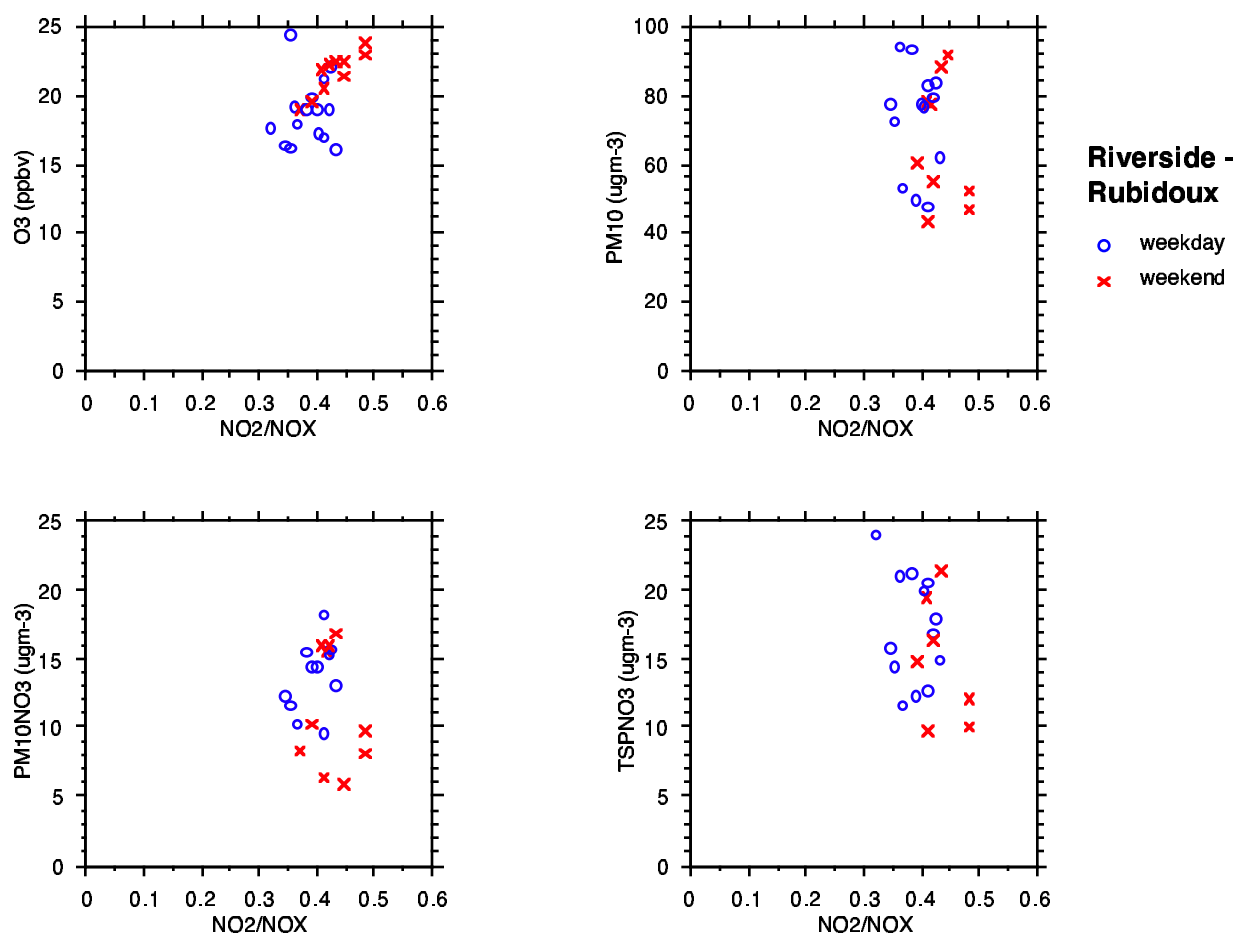 25
20
15
10
5
0
O3 (ppbv)
0 0.1 0.2 0.3 0.4 0.5 0.6
NO2/NOX
100
80
60
40
20
0
PM10 (ugm-3)
0 0.1 0.2 0.3 0.4 0.5 0.6
NO2/NOX
Riverside -
Rubidoux
weekday
weekend
25
20
15
10
5
0
PM10NO3 (ugm-3)
0 0.1 0.2 0.3 0.4 0.5 0.6
NO2/NOX
25
20
15
10
5
0
TSPNO3 (ugm-3)
0 0.1 0.2 0.3 0.4 0.5 0.6
NO2/NOX